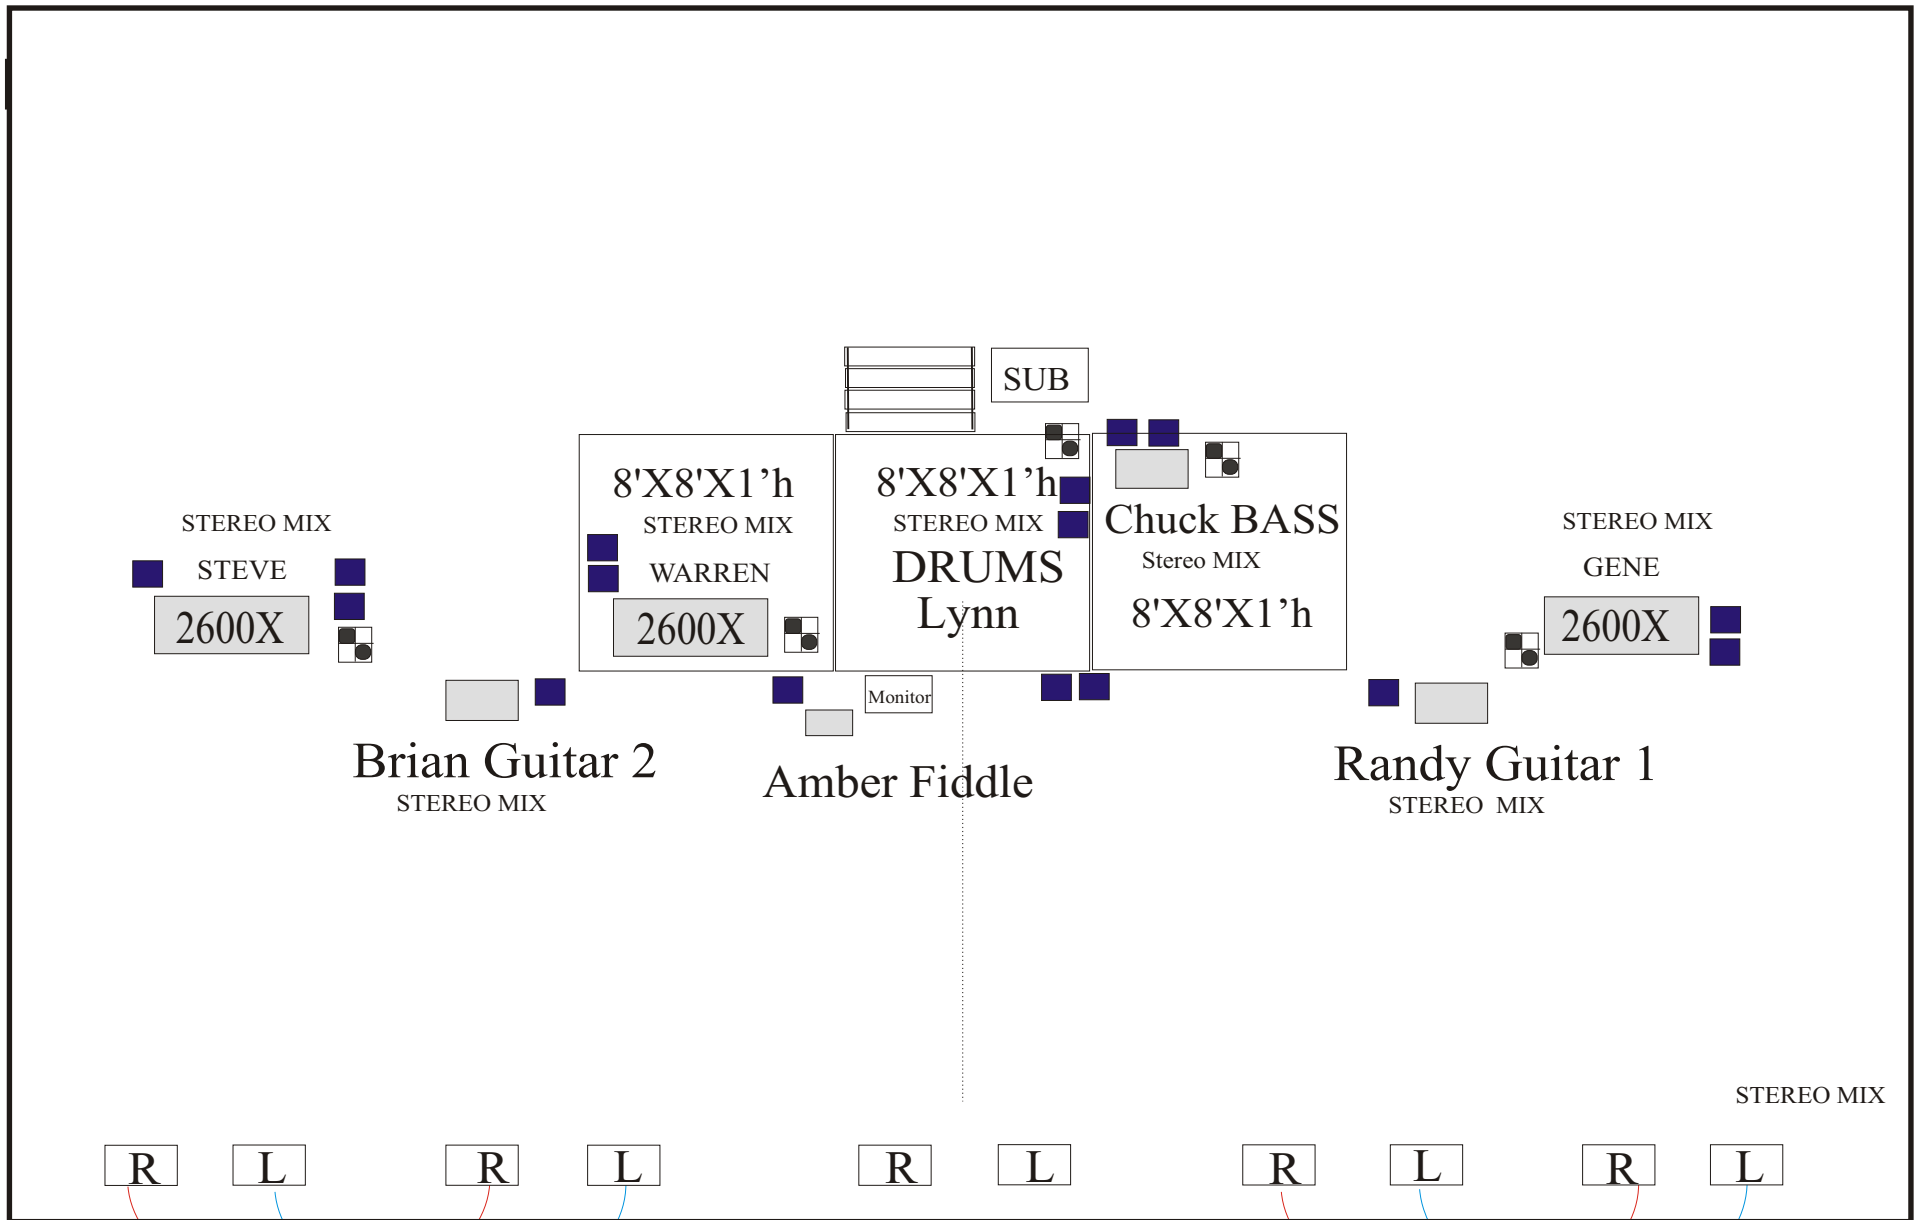 SUB
8'X8'X1’h
STEREO MIX
WARREN
2600X
8'X8'X1’h
STEREO MIX
DRUMS
Lynn
Chuck BASS
Stereo MIX
8'X8'X1’h
STEREO MIX
STEVE
2600X
STEREO MIX
GENE
2600X
Monitor
Brian Guitar 2
STEREO MIX
Amber Fiddle
Randy Guitar 1
STEREO  MIX
STEREO MIX
R L R L R L R L R L